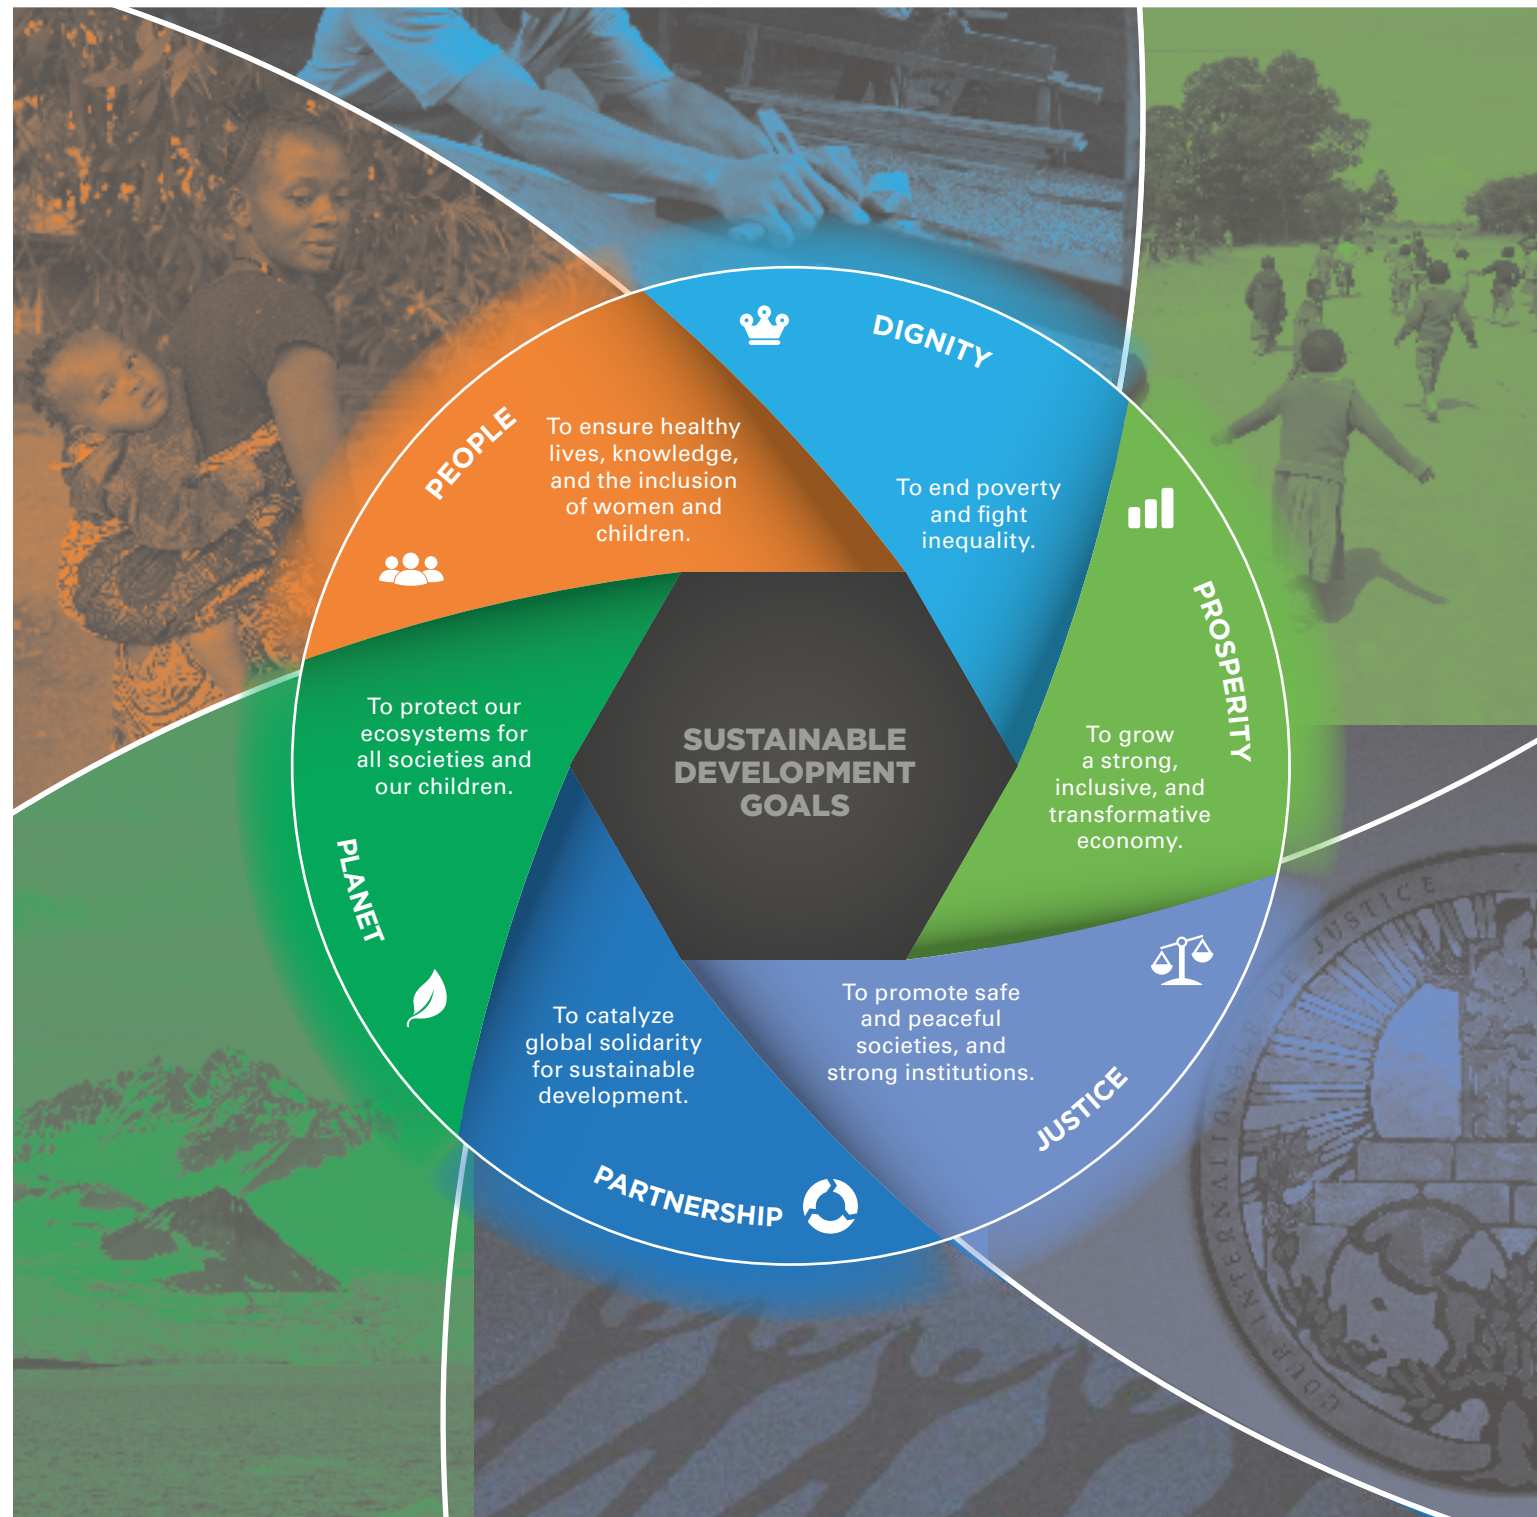 DIGNITY
To end poverty
and fight
inequality.
PEOPLE
To ensure healthy
lives, knowledge,
and the inclusion
of women and
children.
PROSPERITY
To grow
a strong,
inclusive, and
transformative
economy.
SUSTAINABLE
DEVELOPMENT
GOALS
PLANET
To protect our
ecosystems for
all societies and
our children.
JUSTICE
To promote safe
and peaceful
societies, and
strong institutions.
PARTNERSHIP
To catalyze
global solidarity
for sustainable
development.
DE JUSTICE
INTERNATIONA